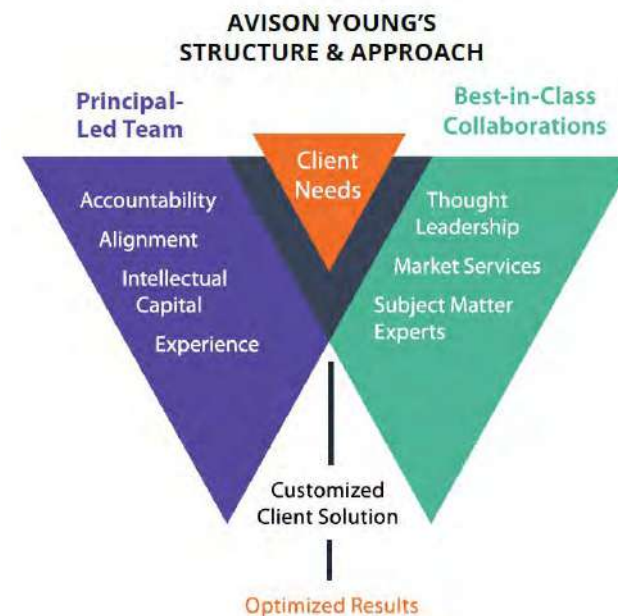 AVISON YOUNG'S
STRUCTURE & APPROACH
Principal-
Led Team
Best-in-Class
Collaborations
Client
Needs
Accountability
Alignment
Intellectual
Capital
Experience
Thought
Leadership
Market Services
Subject Matter
Experts
Customized
Client Solution
Optimized Results